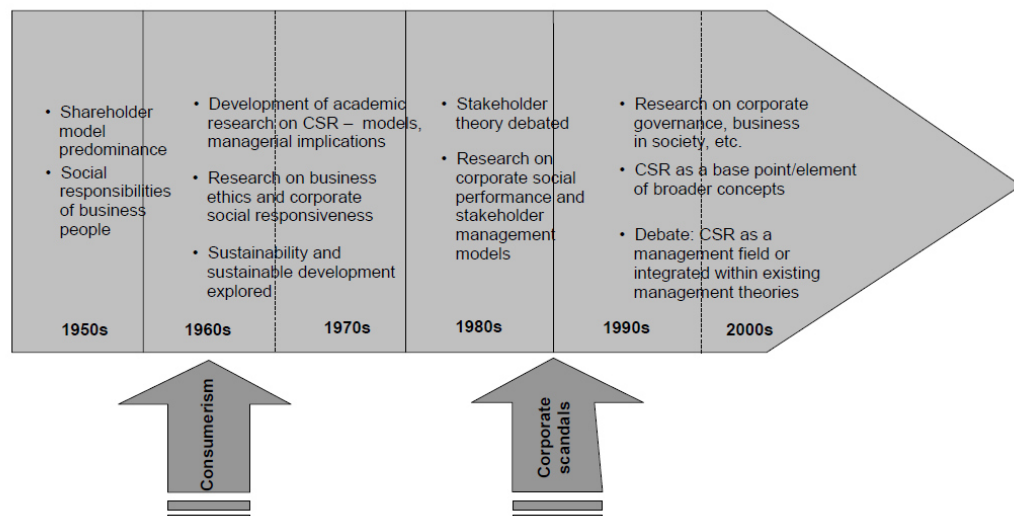 • Shareholder
model
predominance
• Social
responsibilities
of business
people
• Development of academic
research on CSR – models,
managerial implications
• Research on business
ethics and corporate
social responsiveness
• Sustainability and
sustainable development
explored
• Stakeholder
theory debated
• Research on
corporate social
performance and
stakeholder
management
models
• Research on corporate
governance, business
in society, etc.
• CSR as a base point/element
of broader concepts
• Debate: CSR as a
management field or
integrated within existing
management theories
1950s
1960s
1970s
1980s
1990s
2000s
Consumerism
Corporate
scandals